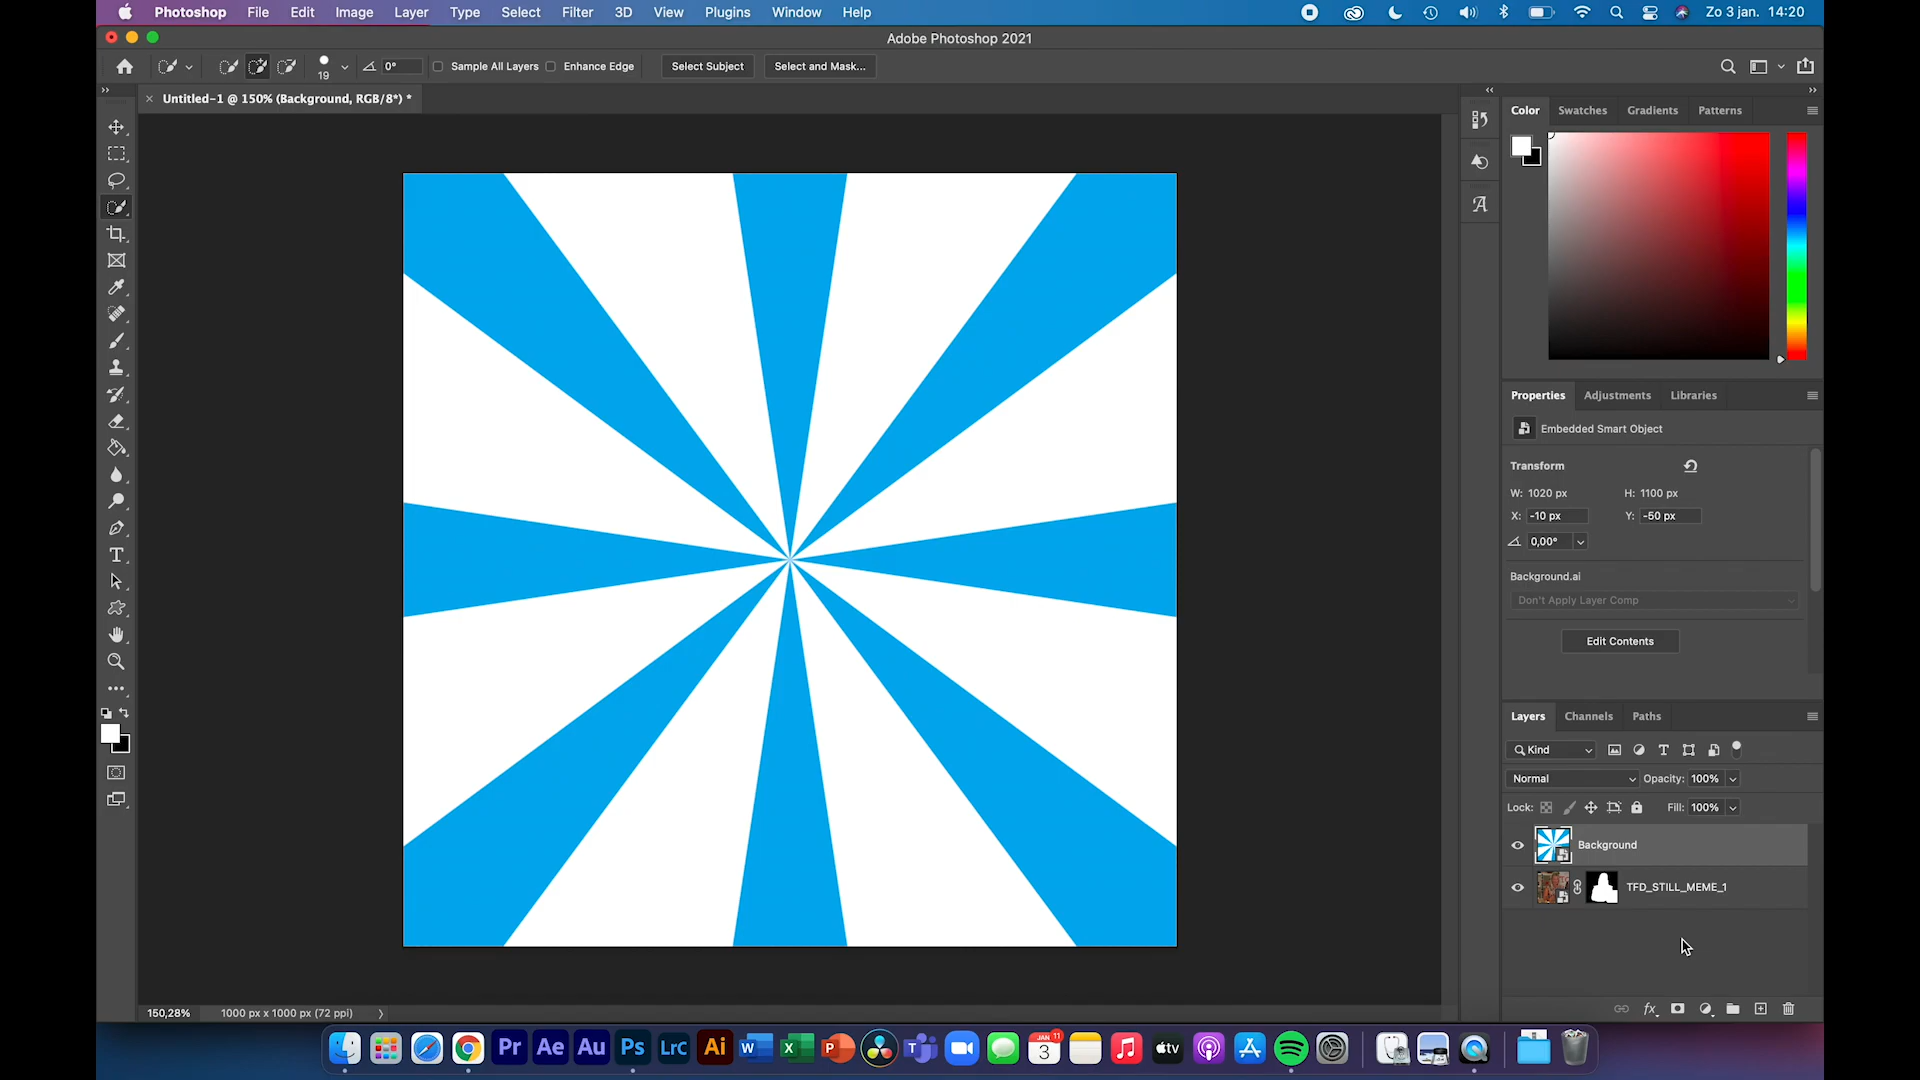 Photoshop File Edit Image Layer Type Select Filter 3D View Plugins Window Help Zo 3 jan. 14:20
Adobe Photoshop 2021
19 0° Sample All Layers Enhance Edge Select Subject Select and Mask...
Untitled-1 @ 150% (Background, RGB/8*) *
Color Swatches Gradients Patterns
Properties Adjustments Libraries
Embedded Smart Object
Transform
W: 1020 px H: 1100 px
X: -10 px Y: -50 px
0,00°
Background.ai
Don't Apply Layer Comp
Edit Contents
Layers Channels Paths
Kind
Normal Opacity: 100%
Lock: Fill: 100%
Background
TFD_STILL_MEME_1
fx
150,28% 1000 px x 1000 px (72 ppi)
Pr Ae Au Ps Lrc Ai W X P T JAN 11 3 tv